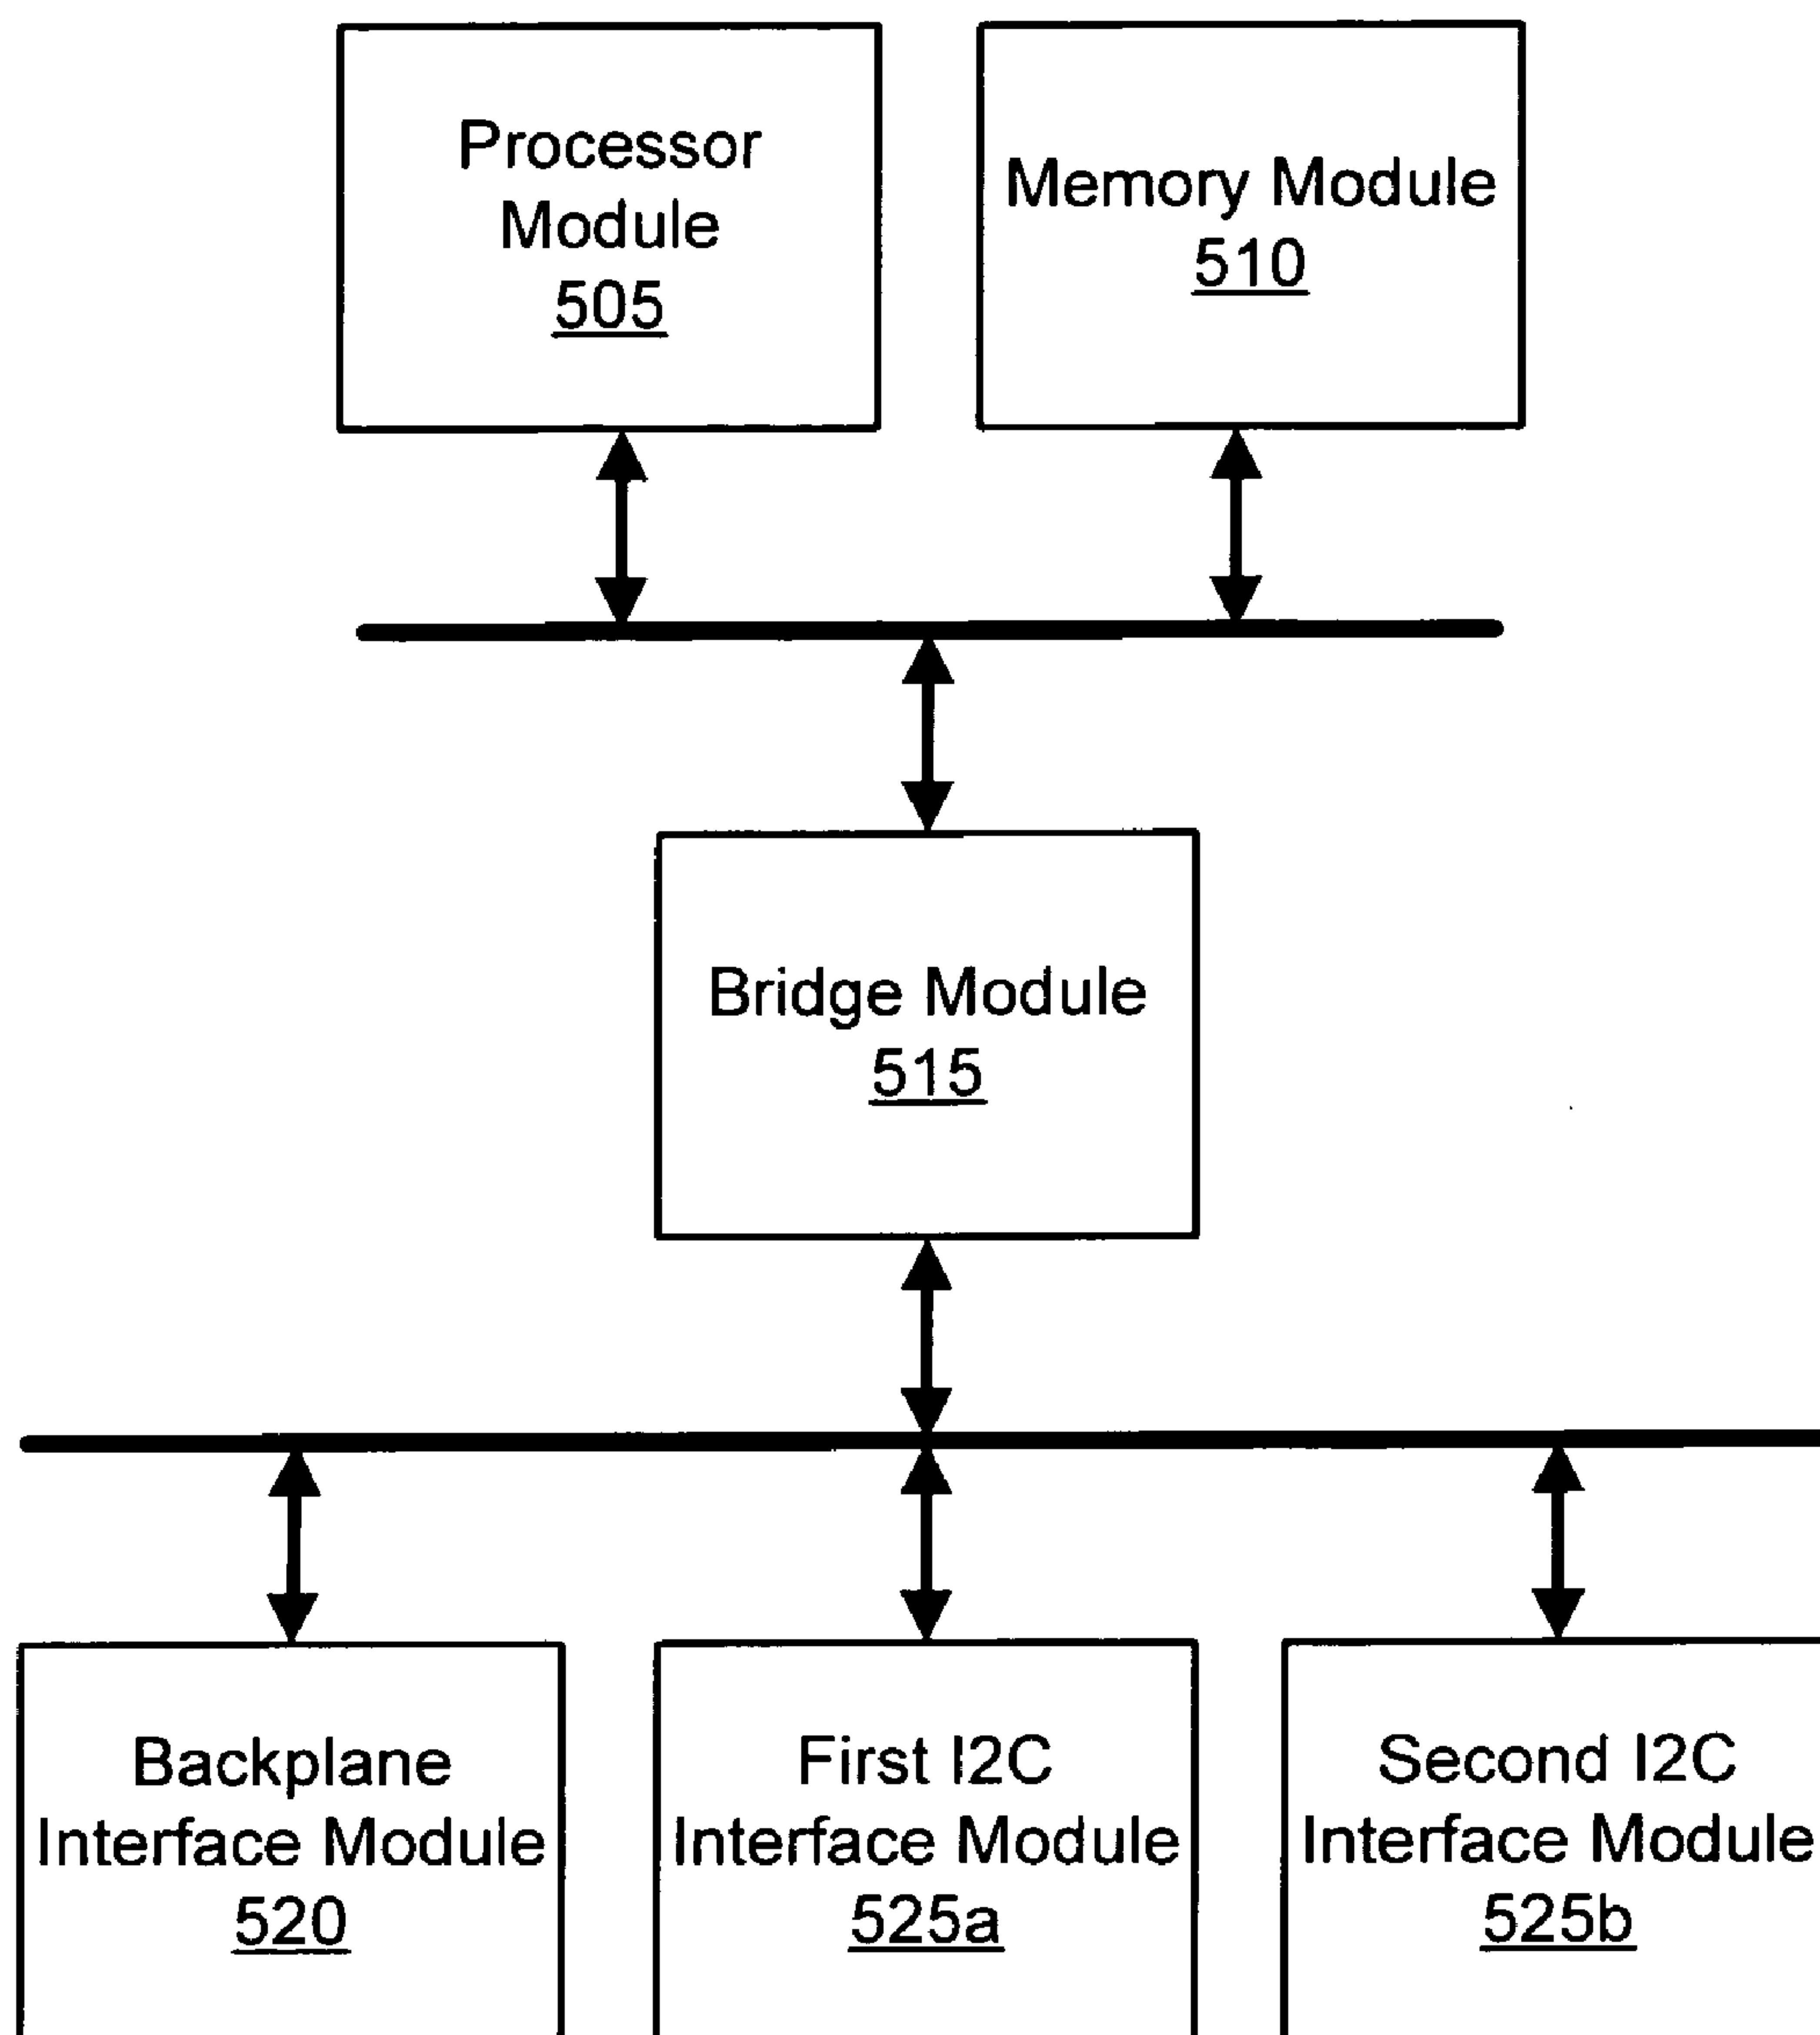 Processor
Module
505
Memory Module
510
Bridge Module
515
Backplane
Interface Module
520
First I2C
Interface Module
525a
Second I2C
Interface Module
525b